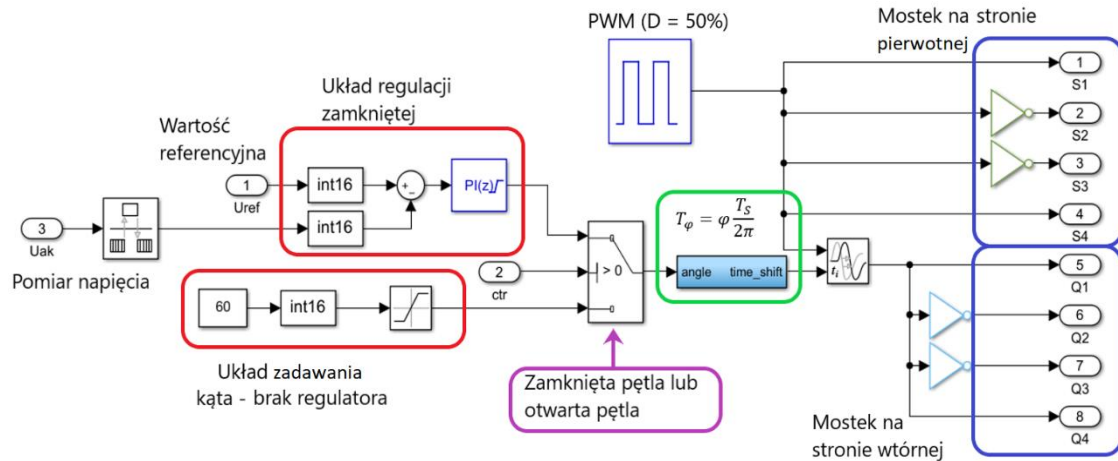 PWM (D = 50%)
Mostek na stronie
pierwotnej
Układ regulacji
zamkniętej
Wartość
referencyjna
1
Uref
int16
int16
+
-
PI(z)
3
Uak
Pomiar napięcia
2
ctr
> 0
60
int16
Układ zadawania
kąta - brak regulatora
Zamknięta pętla lub
otwarta pętla
Tφ = φ TS/2π
angle
time_shift
ti
1
S1
2
S2
3
S3
4
S4
5
Q1
6
Q2
7
Q3
8
Q4
Mostek na
stronie wtórnej